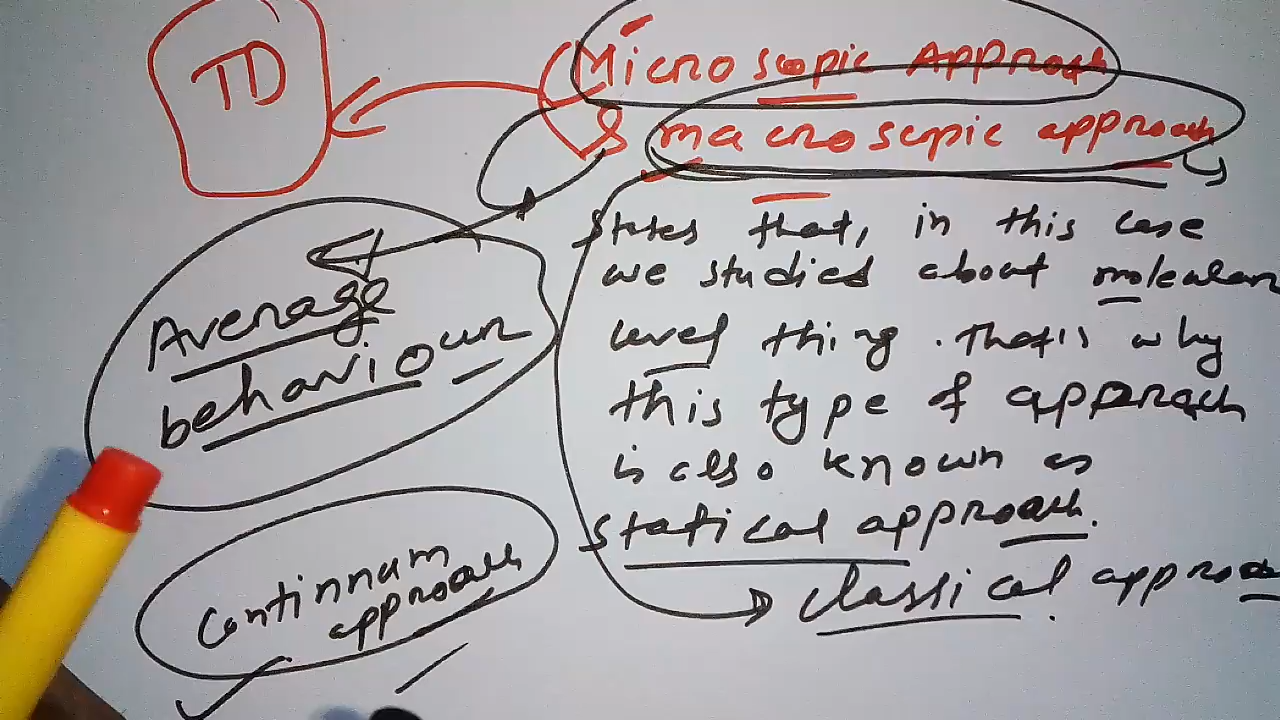 TD
Microscopic Approach
& macroscopic approach
states that, in this case
we studied about molecular
level thing. that's why
this type of approach
is also known as
statical approach.
classical approach
Average
behaviour
Continnum
approach